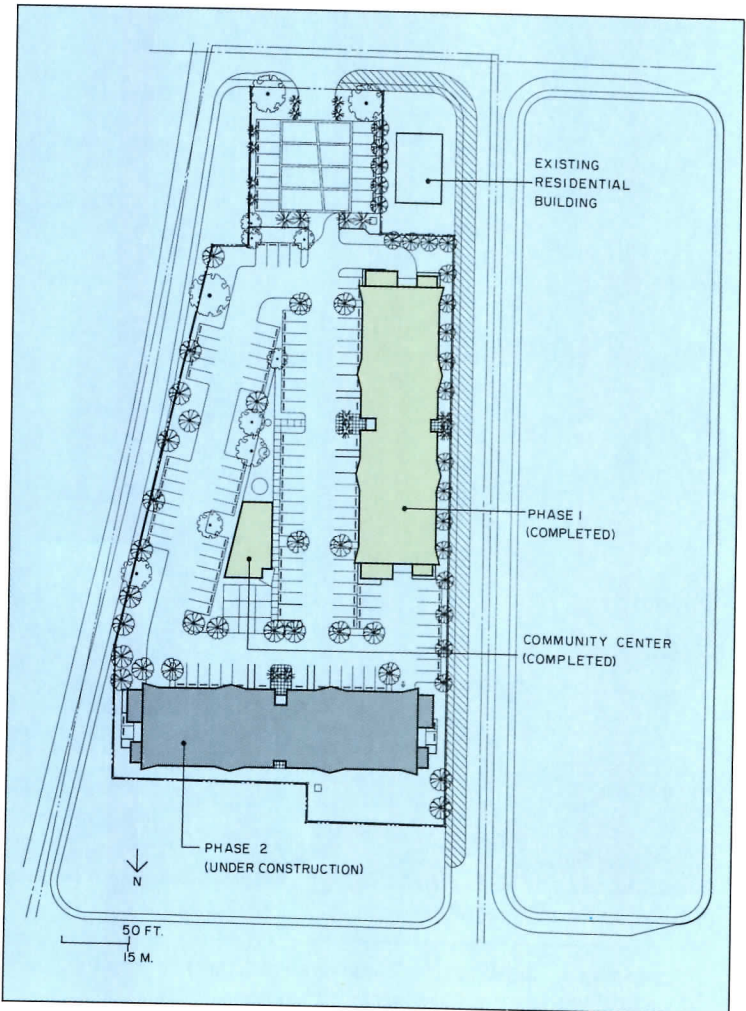 EXISTING
RESIDENTIAL
BUILDING
PHASE 1
(COMPLETED)
COMMUNITY CENTER
(COMPLETED)
PHASE 2
(UNDER CONSTRUCTION)
N
50 FT.
15 M.